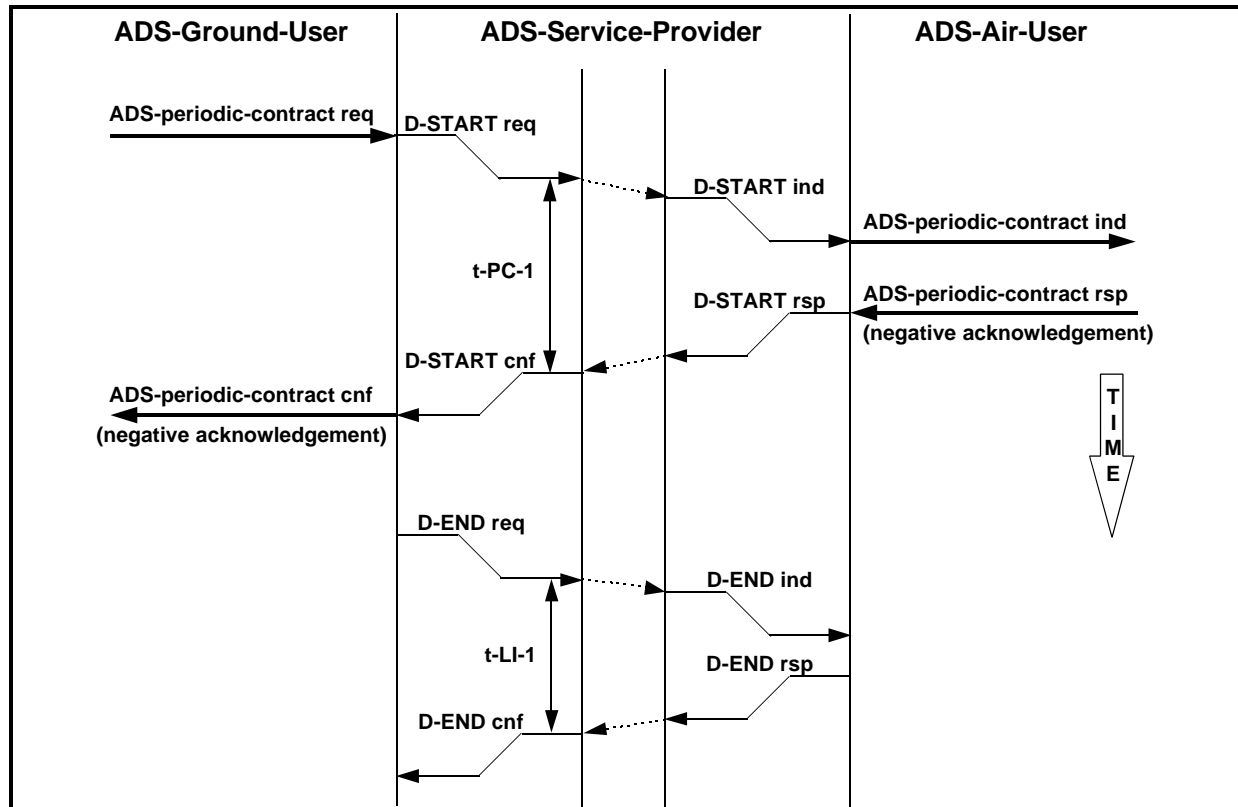 ADS-Ground-User
ADS-Service-Provider
ADS-Air-User
ADS-periodic-contract req
D-START req
D-START ind
ADS-periodic-contract ind
t-PC-1
D-START rsp
ADS-periodic-contract rsp
(negative acknowledgement)
D-START cnf
ADS-periodic-contract cnf
(negative acknowledgement)
T
I
M
E
D-END req
D-END ind
t-LI-1
D-END rsp
D-END cnf